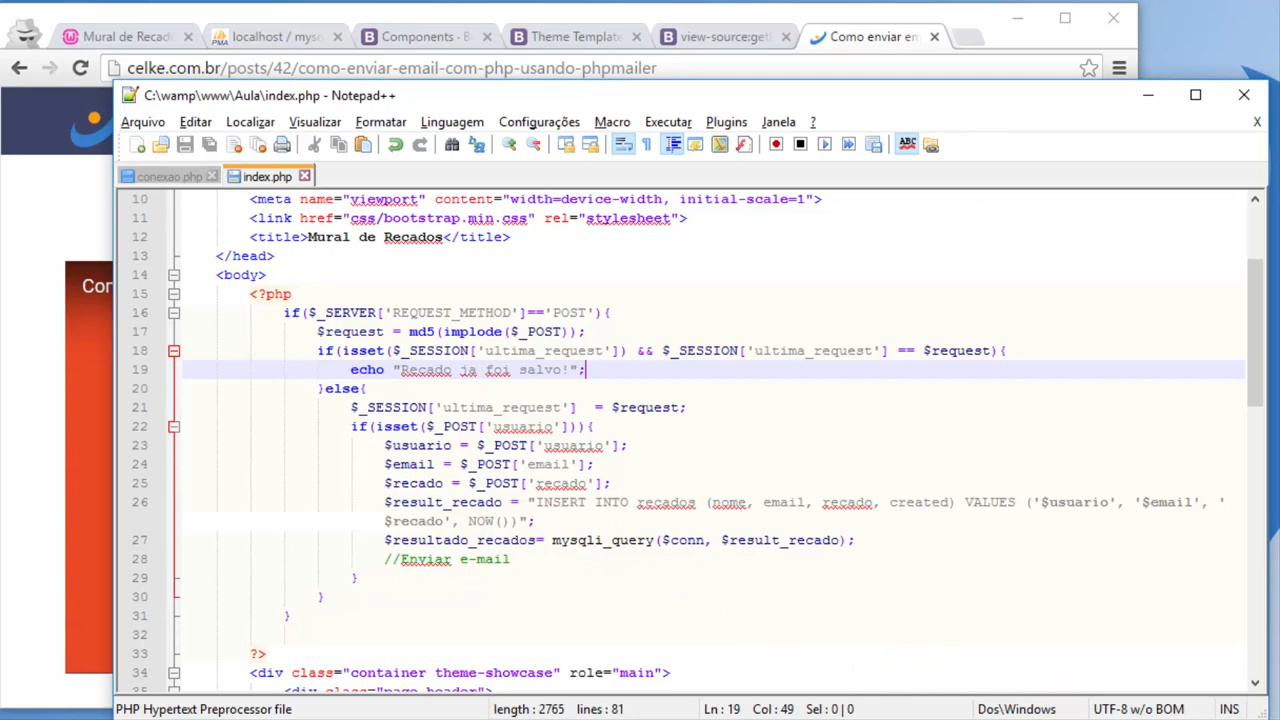 Mural de Recad
localhost / mys
Components - B
Theme Templat
view-source:get
Como enviar em
celke.com.br/posts/42/como-enviar-email-com-php-usando-phpmailer
C:\wamp\www\Aula\index.php - Notepad++
Arquivo Editar Localizar Visualizar Formatar Linguagem Configurações Macro Executar Plugins Janela ? X
conexao.php index.php
10 <meta name="viewport" content="width=device-width, initial-scale=1">
11 <link href="css/bootstrap.min.css" rel="stylesheet">
12 <title>Mural de Recados</title>
13 </head>
14 <body>
15 <?php
16 if($_SERVER['REQUEST_METHOD']=='POST'){
17 $request = md5(implode($_POST));
18 if(isset($_SESSION['ultima_request']) && $_SESSION['ultima_request'] == $request){
19 echo "Recado ja foi salvo!";
20 }else{
21 $_SESSION['ultima_request']  = $request;
22 if(isset($_POST['usuario'])){
23 $usuario = $_POST['usuario'];
24 $email = $_POST['email'];
25 $recado = $_POST['recado'];
26 $result_recado = "INSERT INTO recados (nome, email, recado, created) VALUES ('$usuario', '$email', '
$recado', NOW())";
27 $resultado_recados= mysqli_query($conn, $result_recado);
28 //Enviar e-mail
29 }
30 }
31 }
32
33 ?>
34 <div class="container theme-showcase" role="main">
<div class="page-header">
Con
PHP Hypertext Preprocessor file length : 2765 lines : 81 Ln : 19 Col : 49 Sel : 0 | 0 Dos\Windows UTF-8 w/o BOM INS